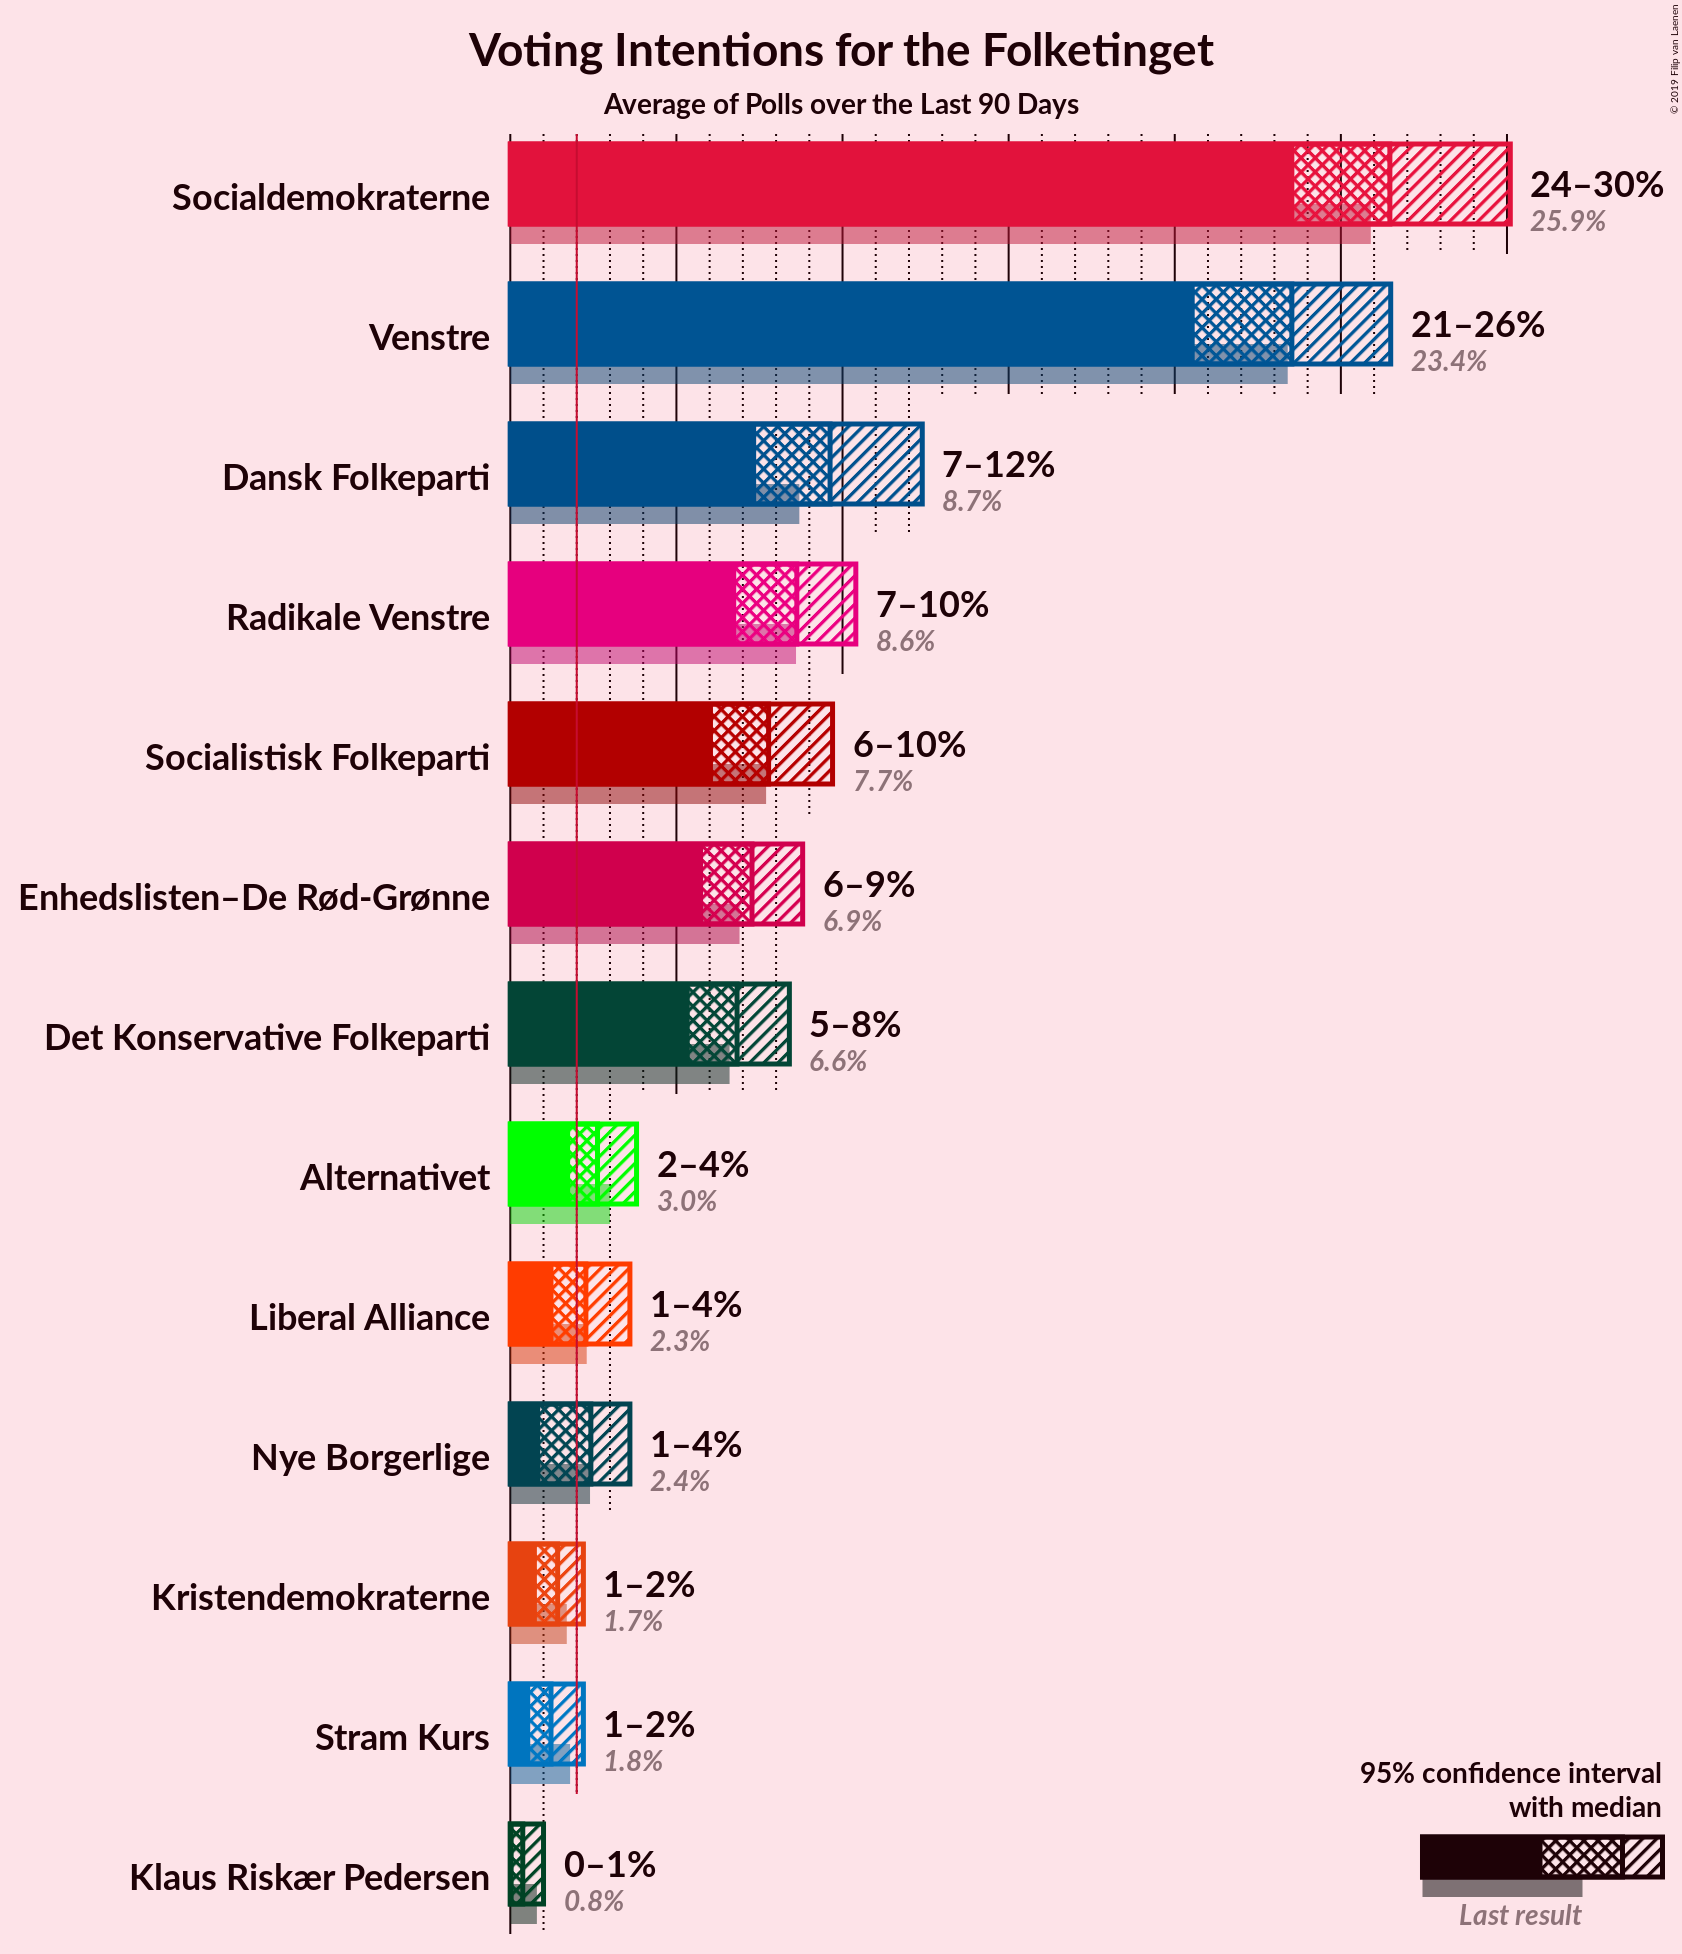 © 2019 Filip van Laenen
Voting Intentions for the Folketinget
Average of Polls over the Last 90 Days
Socialdemokraterne
24–30%
25.9%
Venstre
21–26%
23.4%
Dansk Folkeparti
7–12%
8.7%
Radikale Venstre
7–10%
8.6%
Socialistisk Folkeparti
6–10%
7.7%
Enhedslisten–De Rød-Grønne
6–9%
6.9%
Det Konservative Folkeparti
5–8%
6.6%
Alternativet
2–4%
3.0%
Liberal Alliance
1–4%
2.3%
Nye Borgerlige
1–4%
2.4%
Kristendemokraterne
1–2%
1.7%
Stram Kurs
1–2%
1.8%
Klaus Riskær Pedersen
0–1%
0.8%
95% confidence interval
with median
Last result